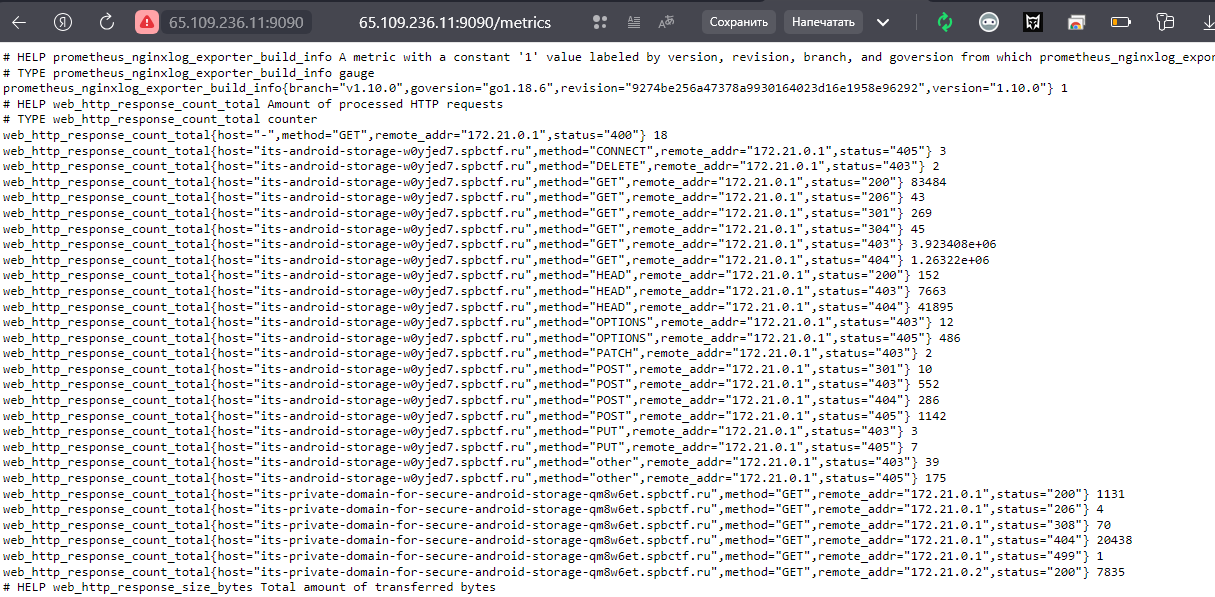 65.109.236.11:9090 65.109.236.11:9090/metrics Сохранить Напечатать
# HELP prometheus_nginxlog_exporter_build_info A metric with a constant '1' value labeled by version, revision, branch, and goversion from which prometheus_nginxlog_expor
# TYPE prometheus_nginxlog_exporter_build_info gauge
prometheus_nginxlog_exporter_build_info{branch="v1.10.0",goversion="go1.18.6",revision="9274be256a47378a9930164023d16e1958e96292",version="1.10.0"} 1
# HELP web_http_response_count_total Amount of processed HTTP requests
# TYPE web_http_response_count_total counter
web_http_response_count_total{host="-",method="GET",remote_addr="172.21.0.1",status="400"} 18
web_http_response_count_total{host="its-android-storage-w0yjed7.spbctf.ru",method="CONNECT",remote_addr="172.21.0.1",status="405"} 3
web_http_response_count_total{host="its-android-storage-w0yjed7.spbctf.ru",method="DELETE",remote_addr="172.21.0.1",status="403"} 2
web_http_response_count_total{host="its-android-storage-w0yjed7.spbctf.ru",method="GET",remote_addr="172.21.0.1",status="200"} 83484
web_http_response_count_total{host="its-android-storage-w0yjed7.spbctf.ru",method="GET",remote_addr="172.21.0.1",status="206"} 43
web_http_response_count_total{host="its-android-storage-w0yjed7.spbctf.ru",method="GET",remote_addr="172.21.0.1",status="301"} 269
web_http_response_count_total{host="its-android-storage-w0yjed7.spbctf.ru",method="GET",remote_addr="172.21.0.1",status="304"} 45
web_http_response_count_total{host="its-android-storage-w0yjed7.spbctf.ru",method="GET",remote_addr="172.21.0.1",status="403"} 3.923408e+06
web_http_response_count_total{host="its-android-storage-w0yjed7.spbctf.ru",method="GET",remote_addr="172.21.0.1",status="404"} 1.26322e+06
web_http_response_count_total{host="its-android-storage-w0yjed7.spbctf.ru",method="HEAD",remote_addr="172.21.0.1",status="200"} 152
web_http_response_count_total{host="its-android-storage-w0yjed7.spbctf.ru",method="HEAD",remote_addr="172.21.0.1",status="403"} 7663
web_http_response_count_total{host="its-android-storage-w0yjed7.spbctf.ru",method="HEAD",remote_addr="172.21.0.1",status="404"} 41895
web_http_response_count_total{host="its-android-storage-w0yjed7.spbctf.ru",method="OPTIONS",remote_addr="172.21.0.1",status="403"} 12
web_http_response_count_total{host="its-android-storage-w0yjed7.spbctf.ru",method="OPTIONS",remote_addr="172.21.0.1",status="405"} 486
web_http_response_count_total{host="its-android-storage-w0yjed7.spbctf.ru",method="PATCH",remote_addr="172.21.0.1",status="403"} 2
web_http_response_count_total{host="its-android-storage-w0yjed7.spbctf.ru",method="POST",remote_addr="172.21.0.1",status="301"} 10
web_http_response_count_total{host="its-android-storage-w0yjed7.spbctf.ru",method="POST",remote_addr="172.21.0.1",status="403"} 552
web_http_response_count_total{host="its-android-storage-w0yjed7.spbctf.ru",method="POST",remote_addr="172.21.0.1",status="404"} 286
web_http_response_count_total{host="its-android-storage-w0yjed7.spbctf.ru",method="POST",remote_addr="172.21.0.1",status="405"} 1142
web_http_response_count_total{host="its-android-storage-w0yjed7.spbctf.ru",method="PUT",remote_addr="172.21.0.1",status="403"} 3
web_http_response_count_total{host="its-android-storage-w0yjed7.spbctf.ru",method="PUT",remote_addr="172.21.0.1",status="405"} 7
web_http_response_count_total{host="its-android-storage-w0yjed7.spbctf.ru",method="other",remote_addr="172.21.0.1",status="403"} 39
web_http_response_count_total{host="its-android-storage-w0yjed7.spbctf.ru",method="other",remote_addr="172.21.0.1",status="405"} 175
web_http_response_count_total{host="its-private-domain-for-secure-android-storage-qm8w6et.spbctf.ru",method="GET",remote_addr="172.21.0.1",status="200"} 1131
web_http_response_count_total{host="its-private-domain-for-secure-android-storage-qm8w6et.spbctf.ru",method="GET",remote_addr="172.21.0.1",status="206"} 4
web_http_response_count_total{host="its-private-domain-for-secure-android-storage-qm8w6et.spbctf.ru",method="GET",remote_addr="172.21.0.1",status="308"} 70
web_http_response_count_total{host="its-private-domain-for-secure-android-storage-qm8w6et.spbctf.ru",method="GET",remote_addr="172.21.0.1",status="404"} 20438
web_http_response_count_total{host="its-private-domain-for-secure-android-storage-qm8w6et.spbctf.ru",method="GET",remote_addr="172.21.0.1",status="499"} 1
web_http_response_count_total{host="its-private-domain-for-secure-android-storage-qm8w6et.spbctf.ru",method="GET",remote_addr="172.21.0.2",status="200"} 7835
# HELP web_http_response_size_bytes Total amount of transferred bytes